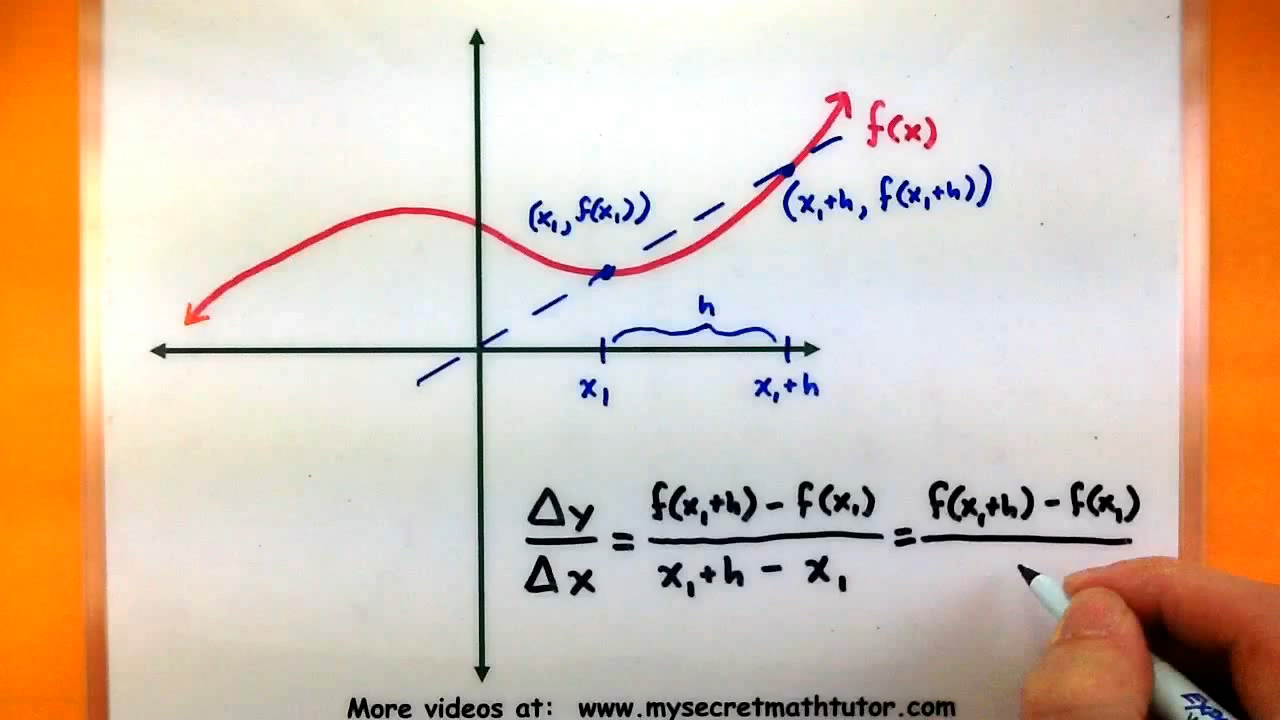 f(x)
(x₁, f(x₁))
(x₁+h, f(x₁+h))
h
x₁
x₁+h
Δy/Δx = (f(x₁+h) - f(x₁))/(x₁+h - x₁) = f(x₁+h) - f(x₁)
More videos at: www.mysecretmathtutor.com